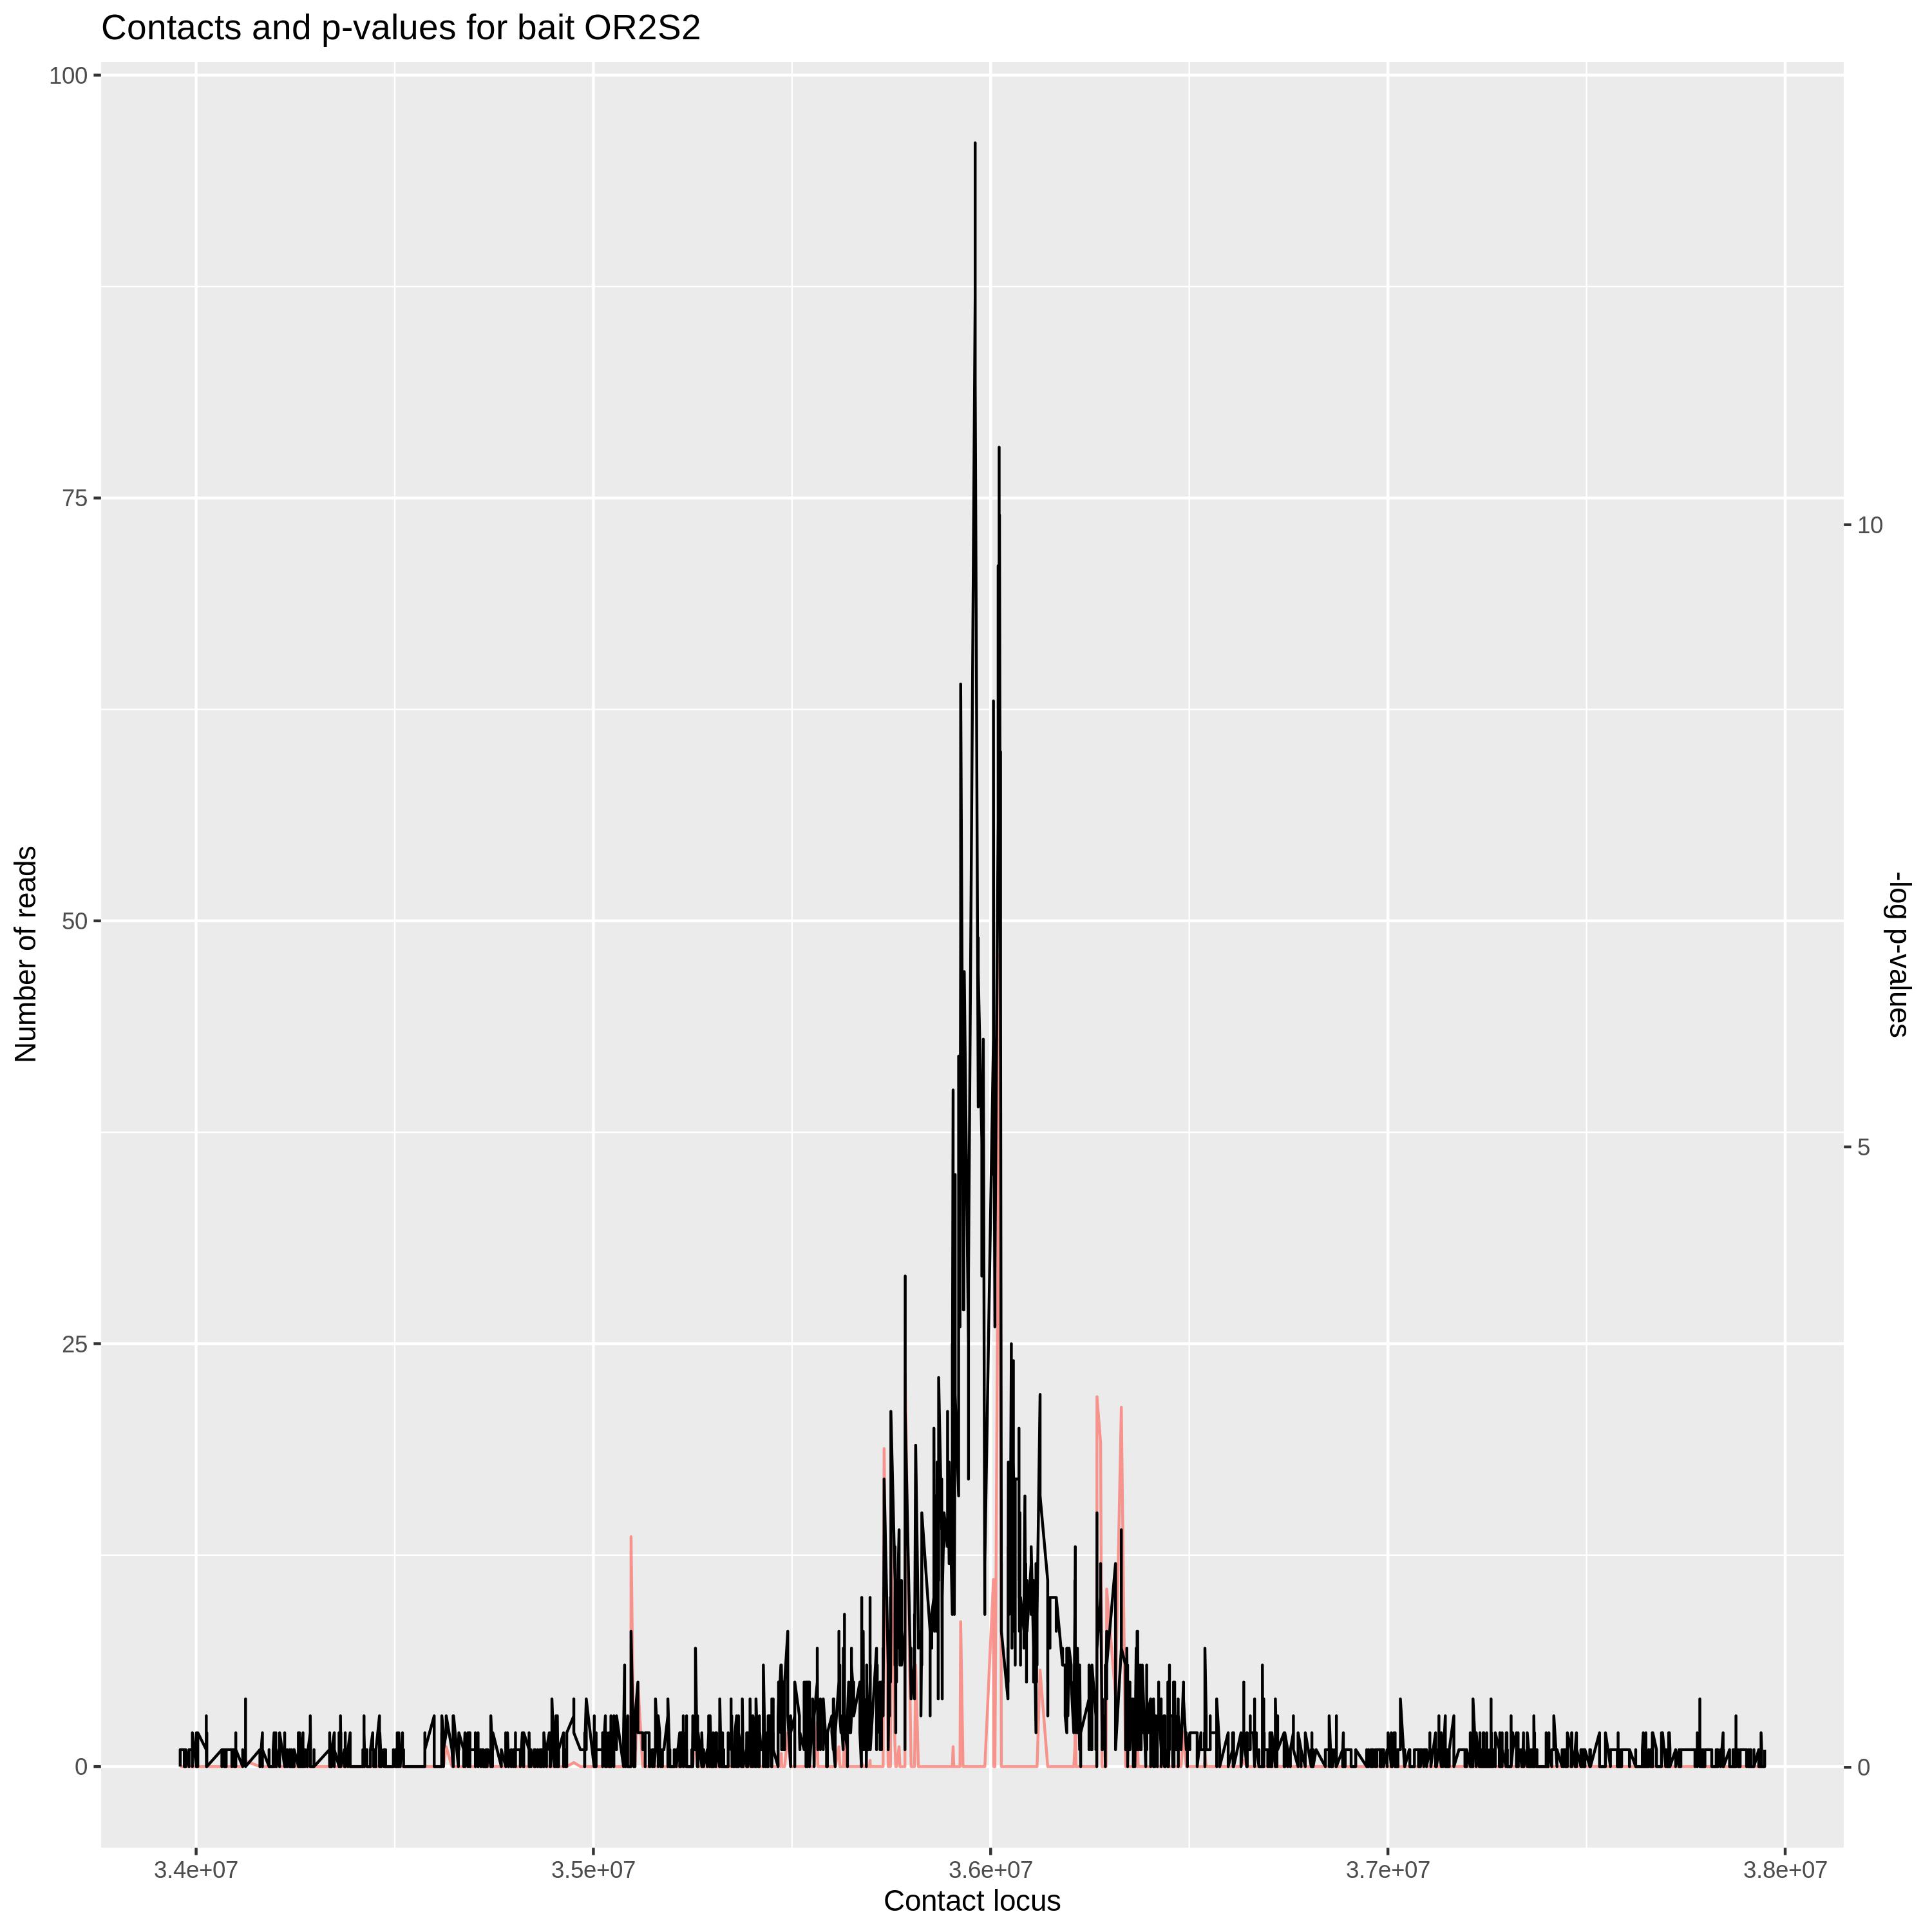 Contacts and p-values for bait OR2S2
100
75
50
25
0
Number of reads
10
5
0
-log p-values
3.4e+07
3.5e+07
3.6e+07
3.7e+07
3.8e+07
Contact locus